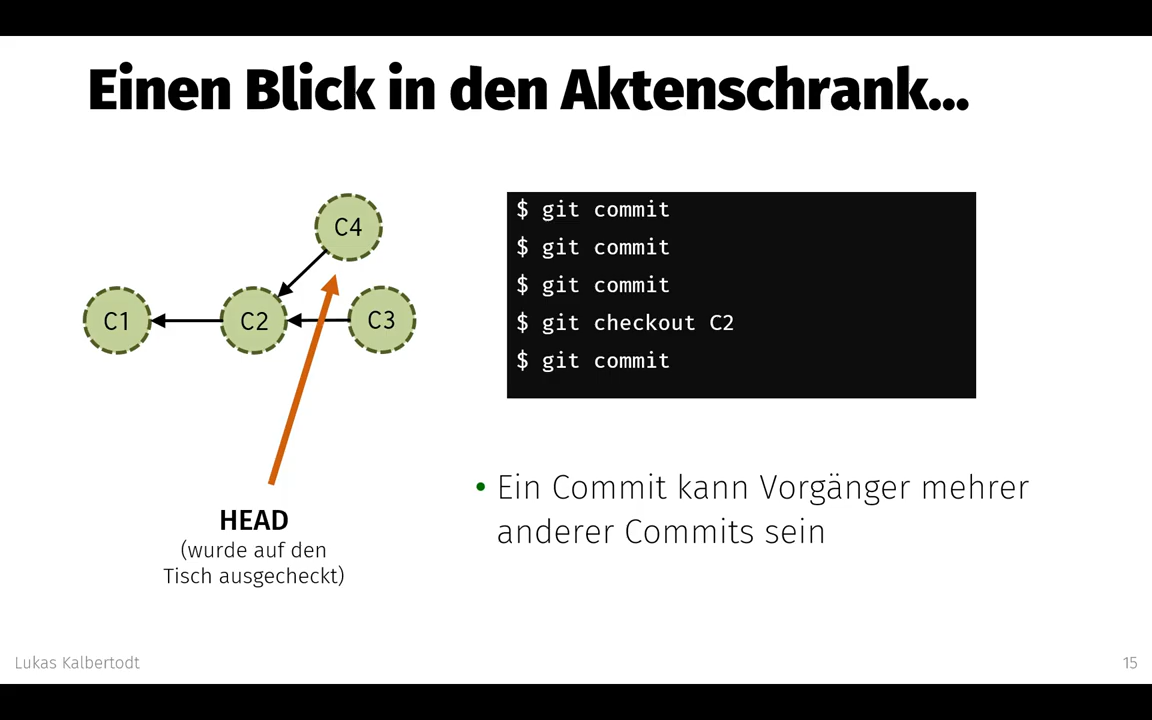 Einen Blick in den Aktenschrank...
C4
C1
C2
C3
HEAD
(wurde auf den
Tisch ausgecheckt)
$ git commit
$ git commit
$ git commit
$ git checkout C2
$ git commit
• Ein Commit kann Vorgänger mehrer
anderer Commits sein
Lukas Kalbertodt
15